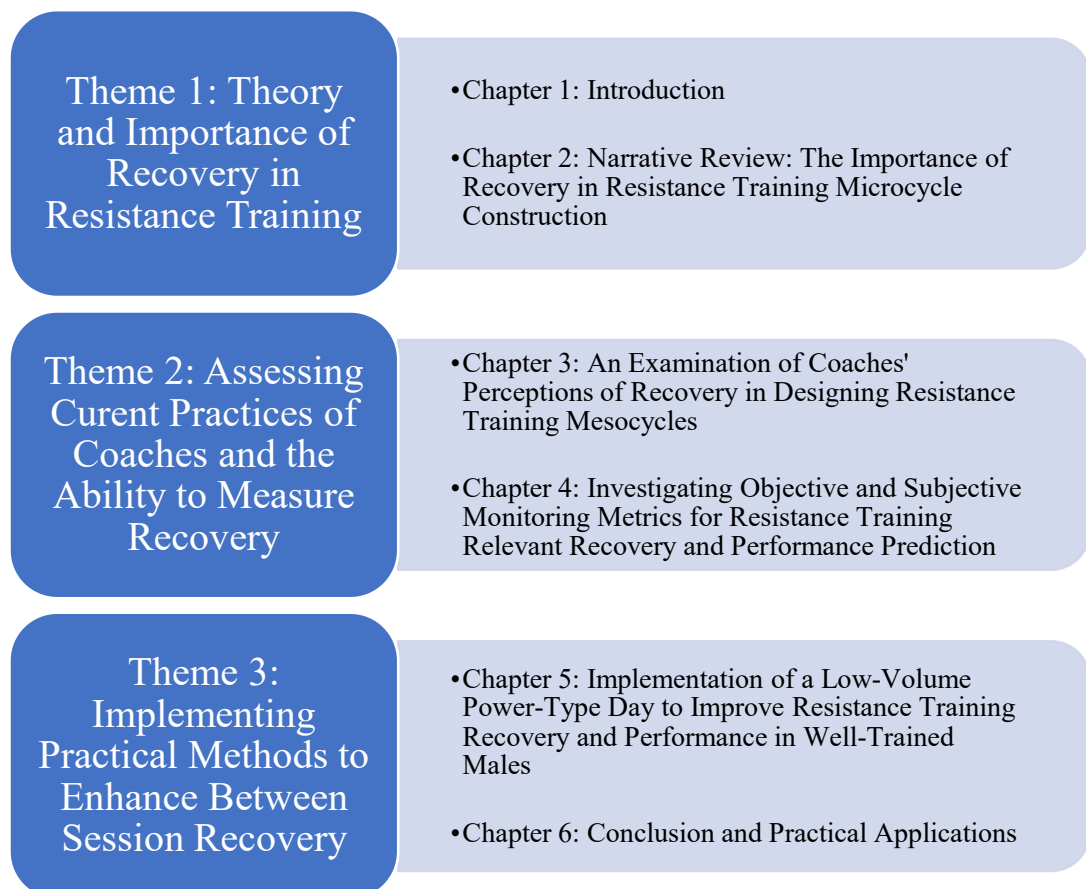 Theme 1: Theory
and Importance of
Recovery in
Resistance Training
•Chapter 1: Introduction
•Chapter 2: Narrative Review: The Importance of
Recovery in Resistance Training Microcycle
Construction
Theme 2: Assessing
Curent Practices of
Coaches and the
Ability to Measure
Recovery
•Chapter 3: An Examination of Coaches'
Perceptions of Recovery in Designing Resistance
Training Mesocycles
•Chapter 4: Investigating Objective and Subjective
Monitoring Metrics for Resistance Training
Relevant Recovery and Performance Prediction
Theme 3:
Implementing
Practical Methods to
Enhance Between
Session Recovery
•Chapter 5: Implementation of a Low-Volume
Power-Type Day to Improve Resistance Training
Recovery and Performance in Well-Trained
Males
•Chapter 6: Conclusion and Practical Applications